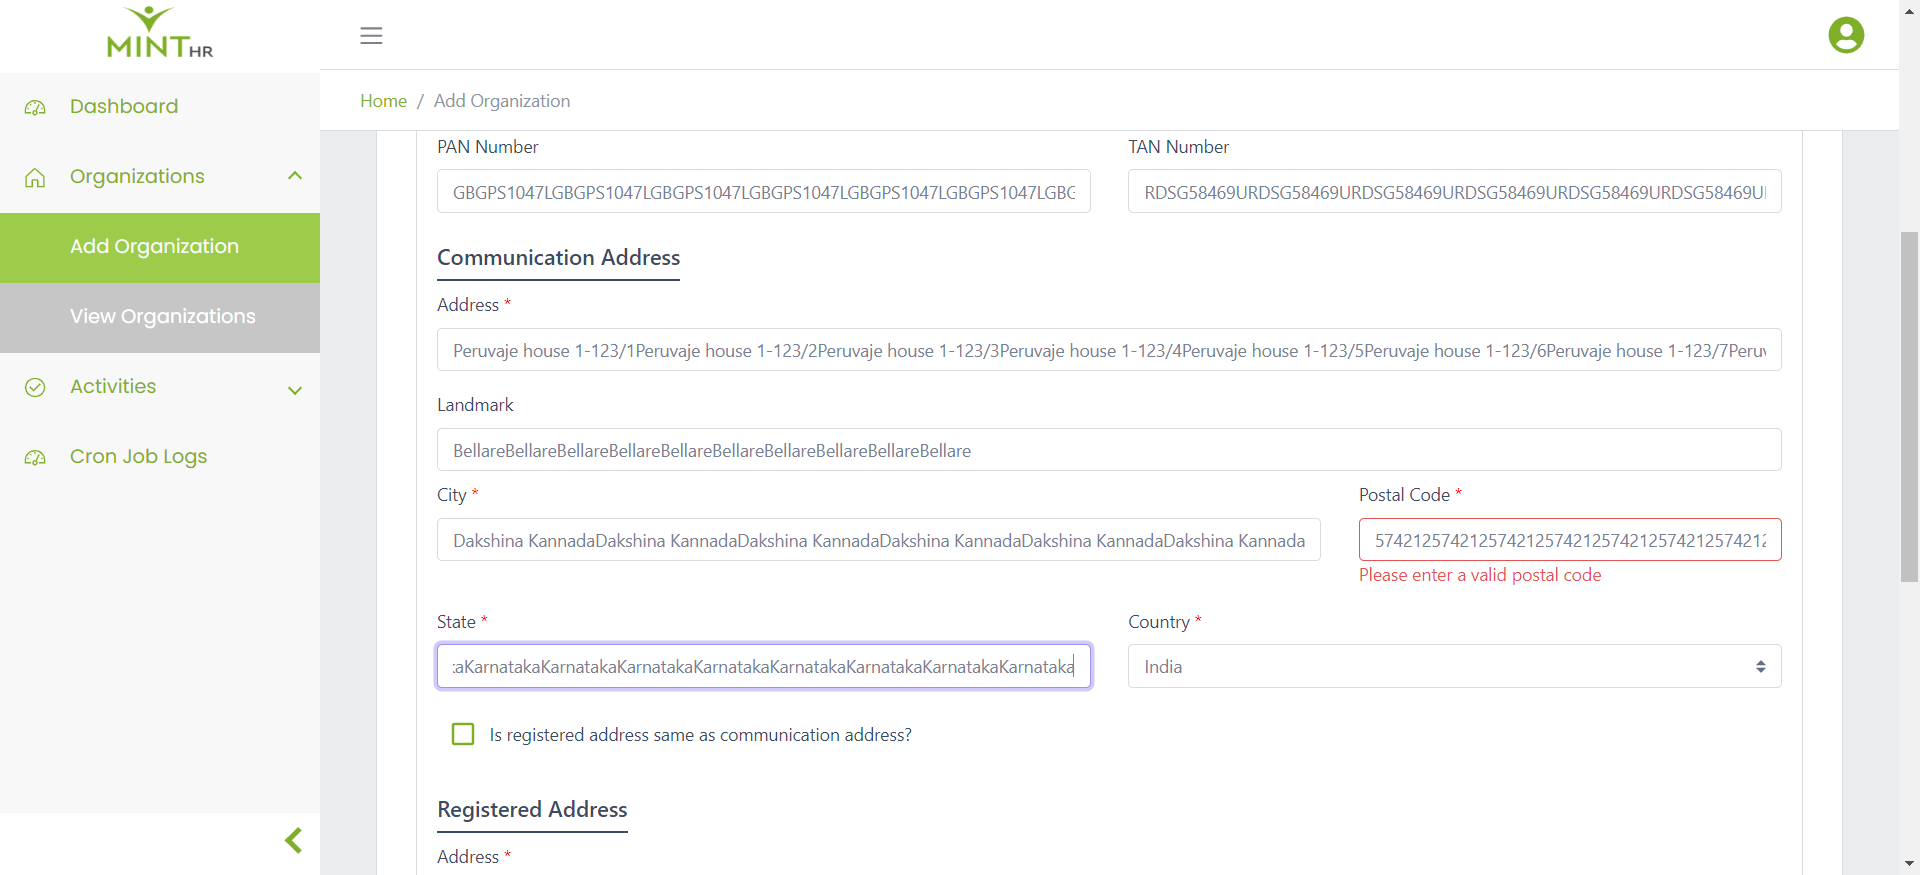 MINT HR
Dashboard
Organizations
Add Organization
View Organizations
Activities
Cron Job Logs
Home / Add Organization
PAN Number
TAN Number
GBGPS1047LGBGPS1047LGBGPS1047LGBGPS1047LGBGPS1047LGBGPS1047LGBG
RDSG58469URDSG58469URDSG58469URDSG58469URDSG58469URDSG58469U
Communication Address
Address *
Peruvaje house 1-123/1Peruvaje house 1-123/2Peruvaje house 1-123/3Peruvaje house 1-123/4Peruvaje house 1-123/5Peruvaje house 1-123/6Peruvaje house 1-123/7Peruv
Landmark
BellareBellareBellareBellareBellareBellareBellareBellareBellareBellare
City *
Postal Code *
Dakshina KannadaDakshina KannadaDakshina KannadaDakshina KannadaDakshina KannadaDakshina Kannada
574212574212574212574212574212574212574212
Please enter a valid postal code
State *
Country *
kaKarnatakaKarnatakaKarnatakaKarnatakaKarnatakaKarnatakaKarnatakaKarnataka
India
Is registered address same as communication address?
Registered Address
Address *